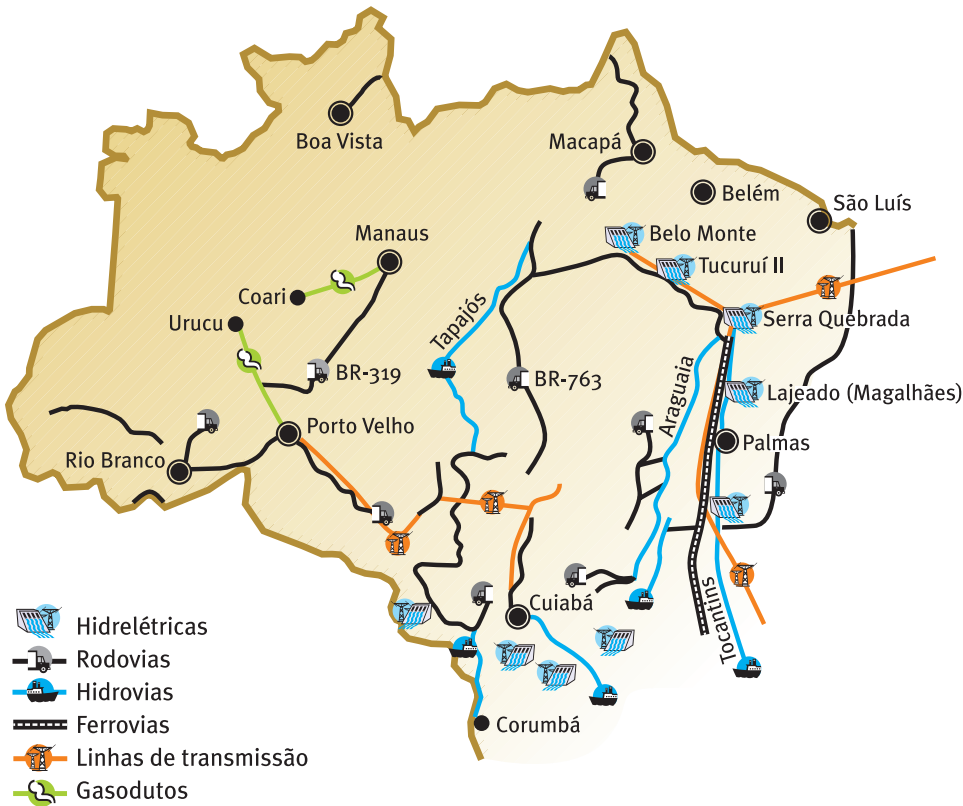 Boa Vista
Macapá
Belém
São Luís
Manaus
Belo Monte
Tucuruí II
Coari
Urucu
Tapajós
Serra Quebrada
BR-319
BR-763
Araguaia
Lajeado (Magalhães)
Porto Velho
Palmas
Rio Branco
Cuiabá
Tocantins
Corumbá
Hidrelétricas
Rodovias
Hidrovias
Ferrovias
Linhas de transmissão
Gasodutos